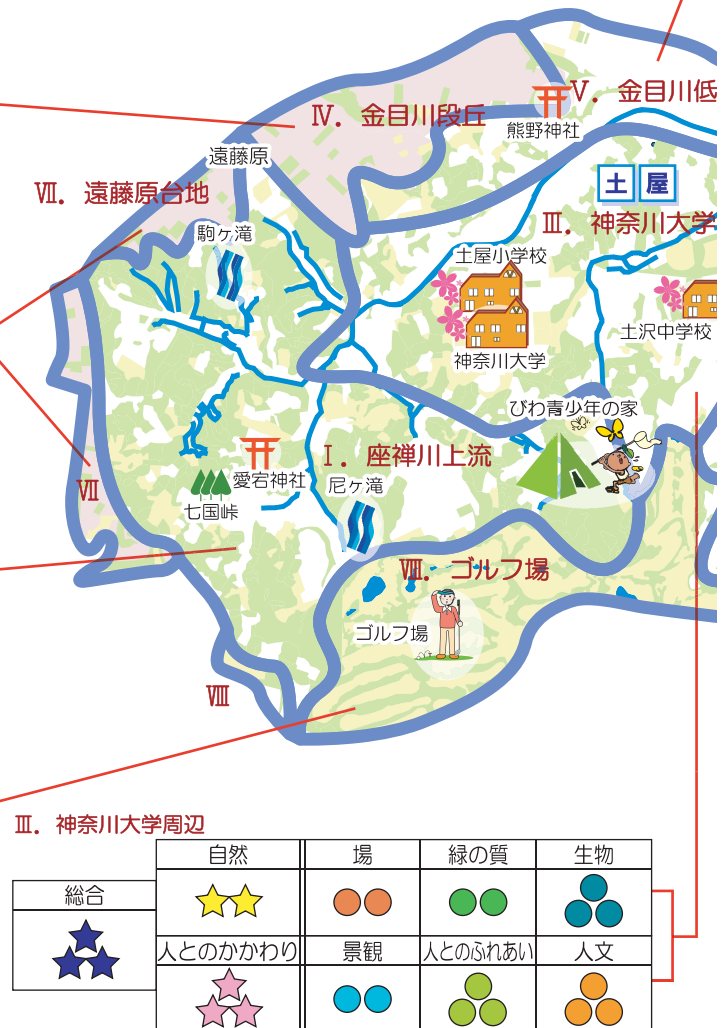 Ⅳ．金目川段丘
Ⅴ．金目川低
熊野神社
遠藤原
Ⅶ．遠藤原台地
土屋
駒ヶ滝
Ⅲ．神奈川大学
土屋小学校
土沢中学校
神奈川大学
びわ青少年の家
Ⅰ．座禅川上流
愛宕神社
尼ヶ滝
Ⅶ
七国峠
Ⅷ．ゴルフ場
ゴルフ場
Ⅷ
Ⅲ．神奈川大学周辺
自然 場 緑の質 生物
総合
人とのかかわり 景観 人とのふれあい 人文